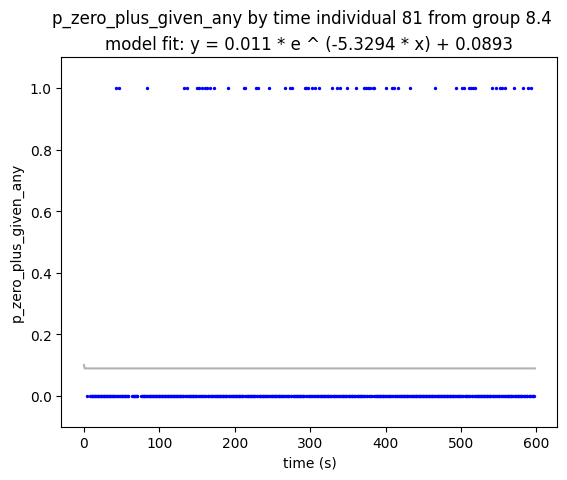 p_zero_plus_given_any by time individual 81 from group 8.4
model fit: y = 0.011 * e ^ (-5.3294 * x) + 0.0893
1.0
0.8
0.6
0.4
0.2
0.0
p_zero_plus_given_any
0 100 200 300 400 500 600
time (s)